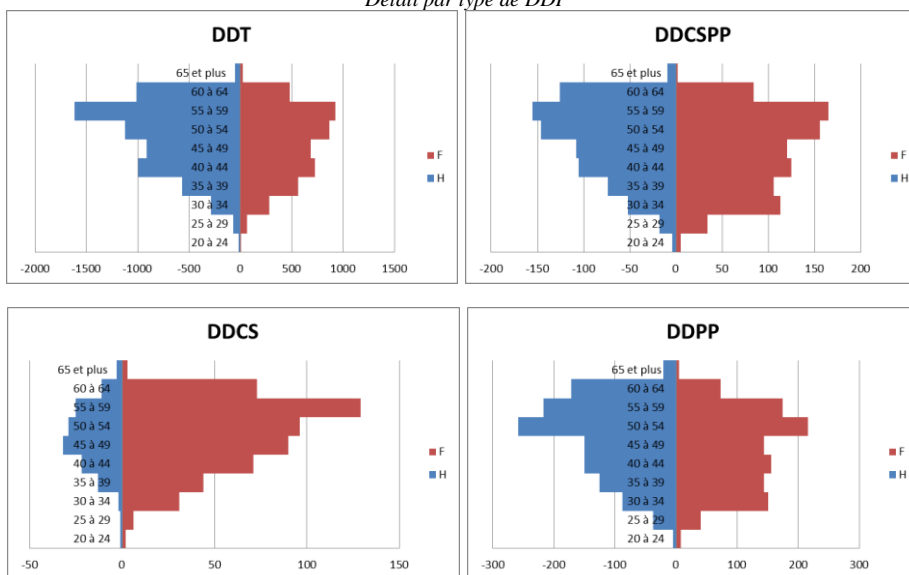 Détail par type de DDI
DDT
65 et plus
60 à 64
55 à 59
50 à 54
45 à 49
40 à 44
35 à 39
30 à 34
25 à 29
20 à 24
F
H
-2000 -1500 -1000 -500 0 500 1000 1500
DDCSPP
65 et plus
60 à 64
55 à 59
50 à 54
45 à 49
40 à 44
35 à 39
30 à 34
25 à 29
20 à 24
F
H
-200 -150 -100 -50 0 50 100 150 200
DDCS
65 et plus
60 à 64
55 à 59
50 à 54
45 à 49
40 à 44
35 à 39
30 à 34
25 à 29
20 à 24
F
H
-50 0 50 100 150
DDPP
65 et plus
60 à 64
55 à 59
50 à 54
45 à 49
40 à 44
35 à 39
30 à 34
25 à 29
20 à 24
F
H
-300 -200 -100 0 100 200 300